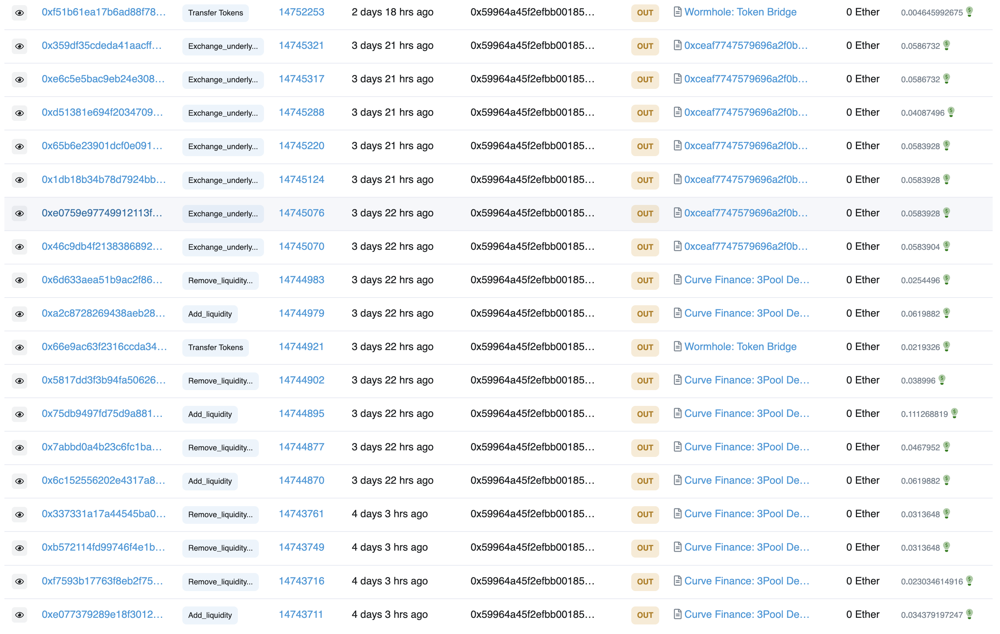 0xf51b61ea17b6ad88f78... Transfer Tokens 14752253 2 days 18 hrs ago 0x59964a45f2efbb00185... OUT Wormhole: Token Bridge 0 Ether 0.004645992675
0x359df35cdeda41aacff... Exchange_underly... 14745321 3 days 21 hrs ago 0x59964a45f2efbb00185... OUT 0xceaf7747579696a2f0b... 0 Ether 0.0586732
0xe6c5e5bac9eb24e308... Exchange_underly... 14745317 3 days 21 hrs ago 0x59964a45f2efbb00185... OUT 0xceaf7747579696a2f0b... 0 Ether 0.0586732
0xd51381e694f2034709... Exchange_underly... 14745288 3 days 21 hrs ago 0x59964a45f2efbb00185... OUT 0xceaf7747579696a2f0b... 0 Ether 0.04087496
0x65b6e23901dcf0e091... Exchange_underly... 14745220 3 days 21 hrs ago 0x59964a45f2efbb00185... OUT 0xceaf7747579696a2f0b... 0 Ether 0.0583928
0x1db18b34b78d7924bb... Exchange_underly... 14745124 3 days 21 hrs ago 0x59964a45f2efbb00185... OUT 0xceaf7747579696a2f0b... 0 Ether 0.0583928
0xe0759e97749912113f... Exchange_underly... 14745076 3 days 22 hrs ago 0x59964a45f2efbb00185... OUT 0xceaf7747579696a2f0b... 0 Ether 0.0583928
0x46c9db4f2138386892... Exchange_underly... 14745070 3 days 22 hrs ago 0x59964a45f2efbb00185... OUT 0xceaf7747579696a2f0b... 0 Ether 0.0583904
0x6d633aea51b9ac2f86... Remove_liquidity... 14744983 3 days 22 hrs ago 0x59964a45f2efbb00185... OUT Curve Finance: 3Pool De... 0 Ether 0.0254496
0xa2c8728269438aeb28... Add_liquidity 14744979 3 days 22 hrs ago 0x59964a45f2efbb00185... OUT Curve Finance: 3Pool De... 0 Ether 0.0619882
0x66e9ac63f2316ccda34... Transfer Tokens 14744921 3 days 22 hrs ago 0x59964a45f2efbb00185... OUT Wormhole: Token Bridge 0 Ether 0.0219326
0x5817dd3f3b94fa50626... Remove_liquidity... 14744902 3 days 22 hrs ago 0x59964a45f2efbb00185... OUT Curve Finance: 3Pool De... 0 Ether 0.038996
0x75db9497fd75d9a881... Add_liquidity 14744895 3 days 22 hrs ago 0x59964a45f2efbb00185... OUT Curve Finance: 3Pool De... 0 Ether 0.111268819
0x7abbd0a4b23c6fc1ba... Remove_liquidity... 14744877 3 days 22 hrs ago 0x59964a45f2efbb00185... OUT Curve Finance: 3Pool De... 0 Ether 0.0467952
0x6c152556202e4317a8... Add_liquidity 14744870 3 days 22 hrs ago 0x59964a45f2efbb00185... OUT Curve Finance: 3Pool De... 0 Ether 0.0619882
0x337331a17a44545ba0... Remove_liquidity... 14743761 4 days 3 hrs ago 0x59964a45f2efbb00185... OUT Curve Finance: 3Pool De... 0 Ether 0.0313648
0xb572114fd99746f4e1b... Remove_liquidity... 14743749 4 days 3 hrs ago 0x59964a45f2efbb00185... OUT Curve Finance: 3Pool De... 0 Ether 0.0313648
0xf7593b17763f8eb2f75... Remove_liquidity... 14743716 4 days 3 hrs ago 0x59964a45f2efbb00185... OUT Curve Finance: 3Pool De... 0 Ether 0.023034614916
0xe077379289e18f3012... Add_liquidity 14743711 4 days 3 hrs ago 0x59964a45f2efbb00185... OUT Curve Finance: 3Pool De... 0 Ether 0.034379197247